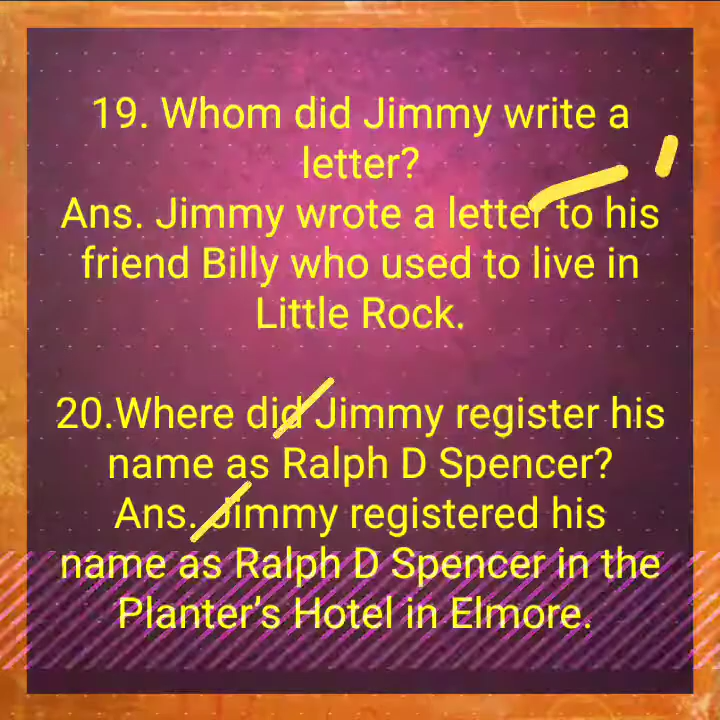 19. Whom did Jimmy write a
letter?
Ans. Jimmy wrote a letter to his
friend Billy who used to live in
Little Rock.
20.Where did Jimmy register his
name as Ralph D Spencer?
Ans. Jimmy registered his
name as Ralph D Spencer in the
Planter's Hotel in Elmore.